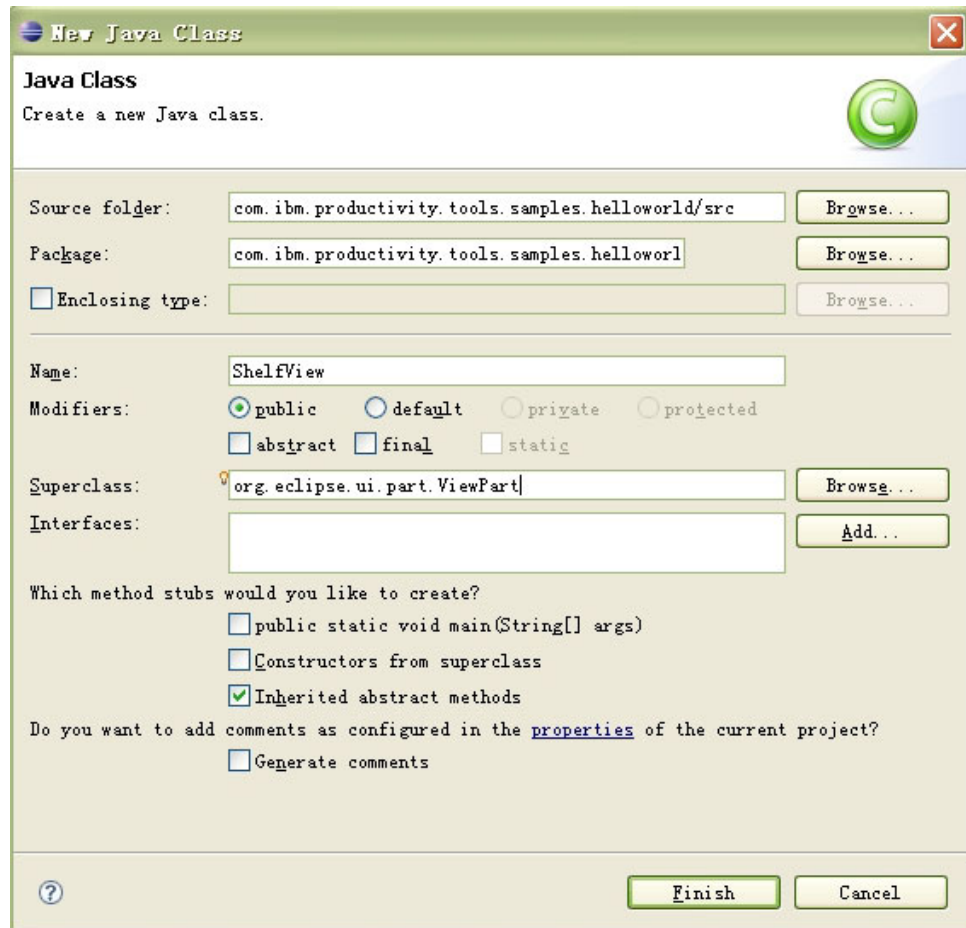 New Java Class
Java Class
Create a new Java class.
Source folder: com.ibm.productivity.tools.samples.helloworld/src Browse...
Package: com.ibm.productivity.tools.samples.helloworl Browse...
Enclosing type: Browse...
Name: ShelfView
Modifiers: public default private protected
abstract final static
Superclass: org.eclipse.ui.part.ViewPart Browse...
Interfaces: Add...
Which method stubs would you like to create?
public static void main(String[] args)
Constructors from superclass
Inherited abstract methods
Do you want to add comments as configured in the properties of the current project?
Generate comments
Finish Cancel